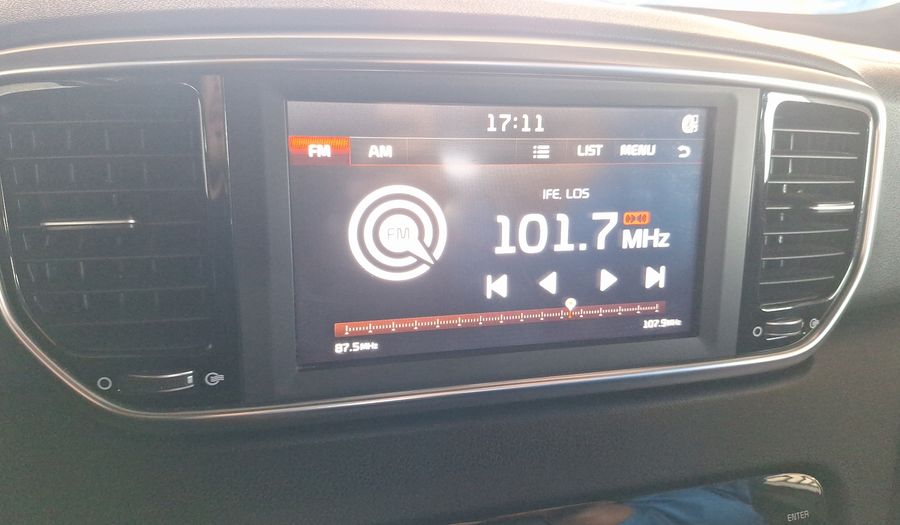 17:11
FM AM LIST MENU
FM
IFE, LOS
101.7 MHz
87.5MHz 107.9MHz
ENTER